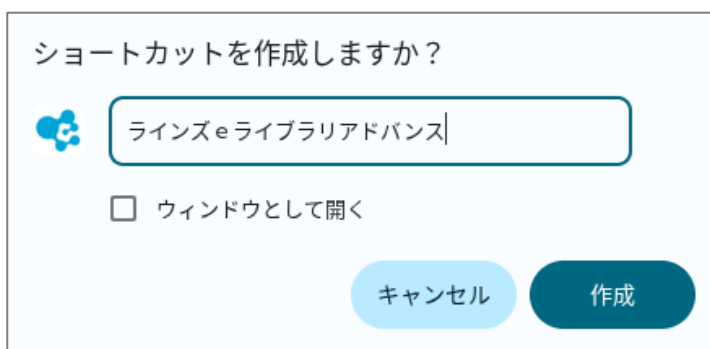 ショートカットを作成しますか？
ラインズｅライブラリアドバンス
ウィンドウとして開く
キャンセル
作成